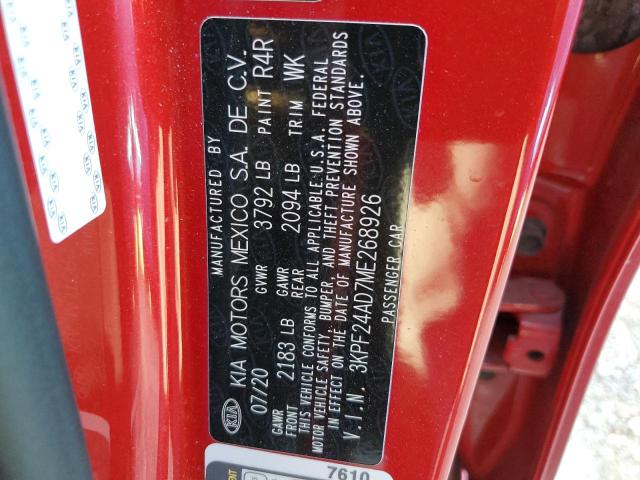 MANUFACTURED BY
KIA KIA MOTORS MEXICO S.A. DE C.V.
07/20 GVWR 3792 LB PAINT R4R
GAWR FRONT 2183 LB GAWR REAR 2094 LB TRIM WK
THIS VEHICLE CONFORMS TO ALL APPLICABLE U.S.A. FEDERAL
MOTOR VEHICLE SAFETY, BUMPER, AND THEFT PREVENTION STANDARDS
IN EFFECT ON THE DATE OF MANUFACTURE SHOWN ABOVE.
V.I.N. 3KPF24AD7ME268926
PASSENGER CAR
7610